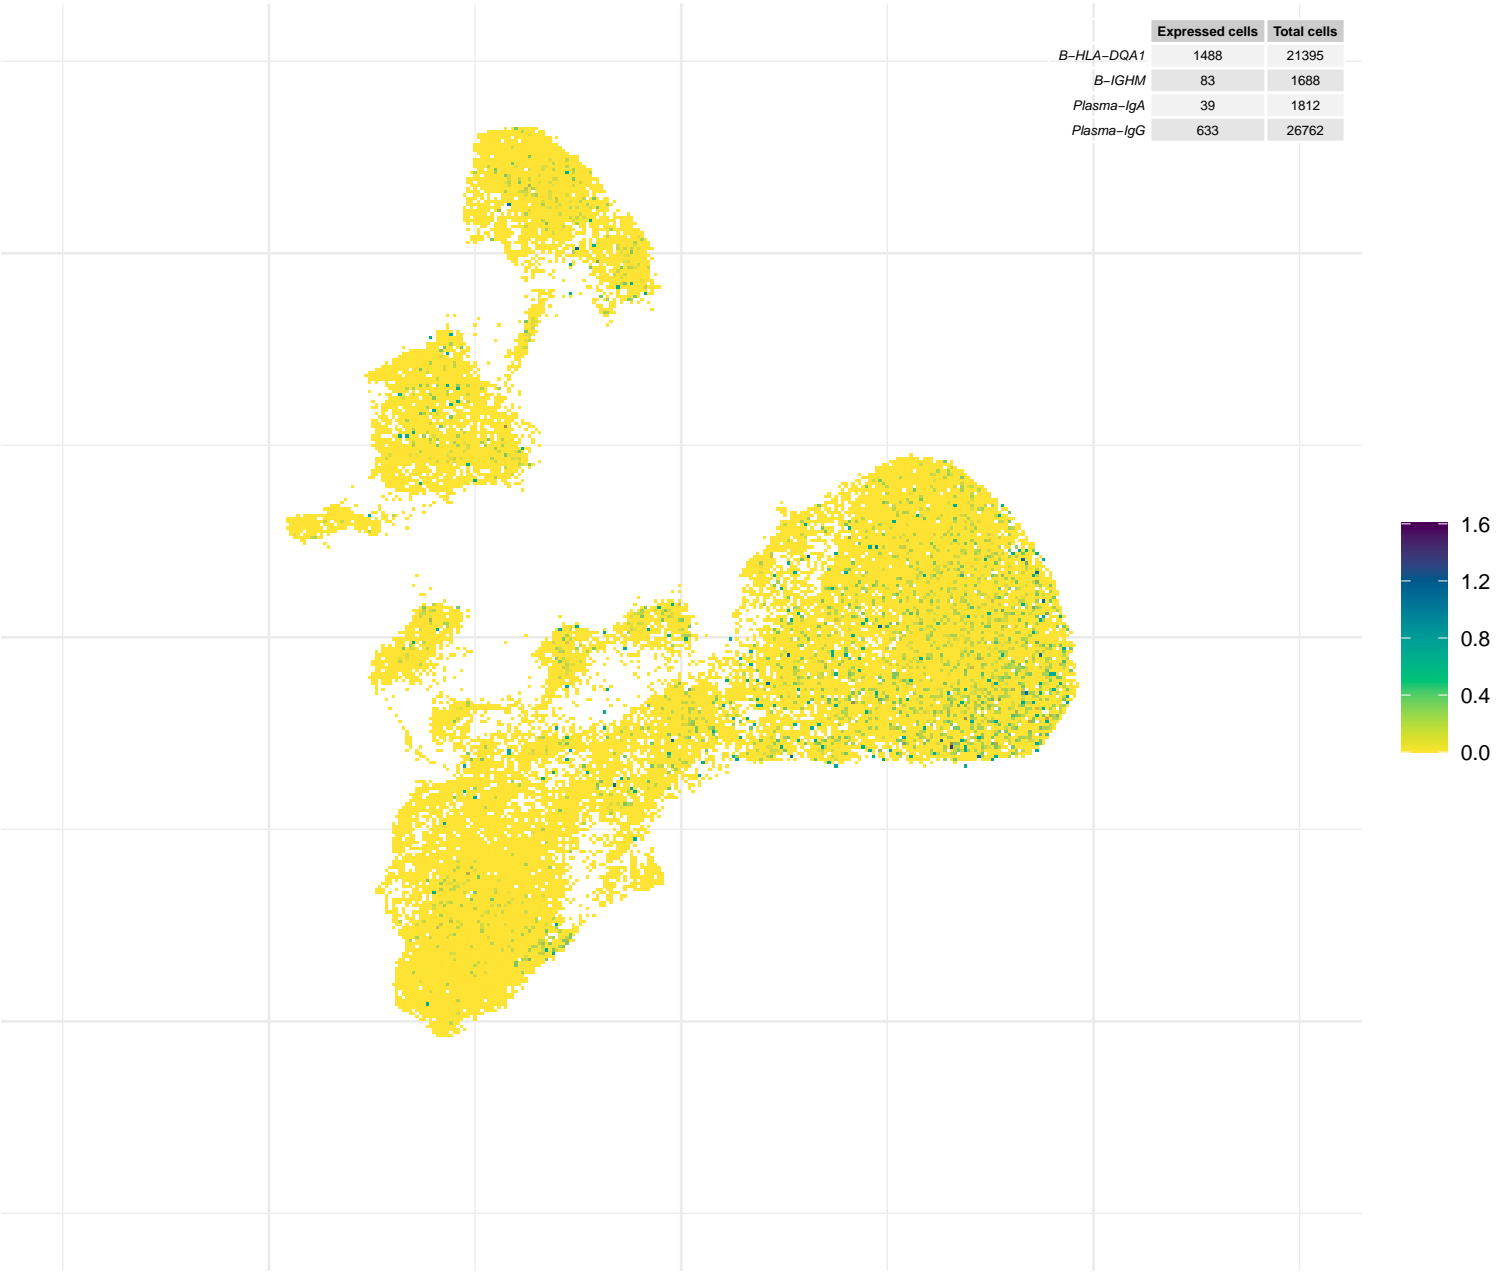 Expressed cells Total cells
B−HLA−DQA1 1488 21395
B−IGHM 83 1688
Plasma−IgA 39 1812
Plasma−IgG 633 26762
1.6
1.2
0.8
0.4
0.0